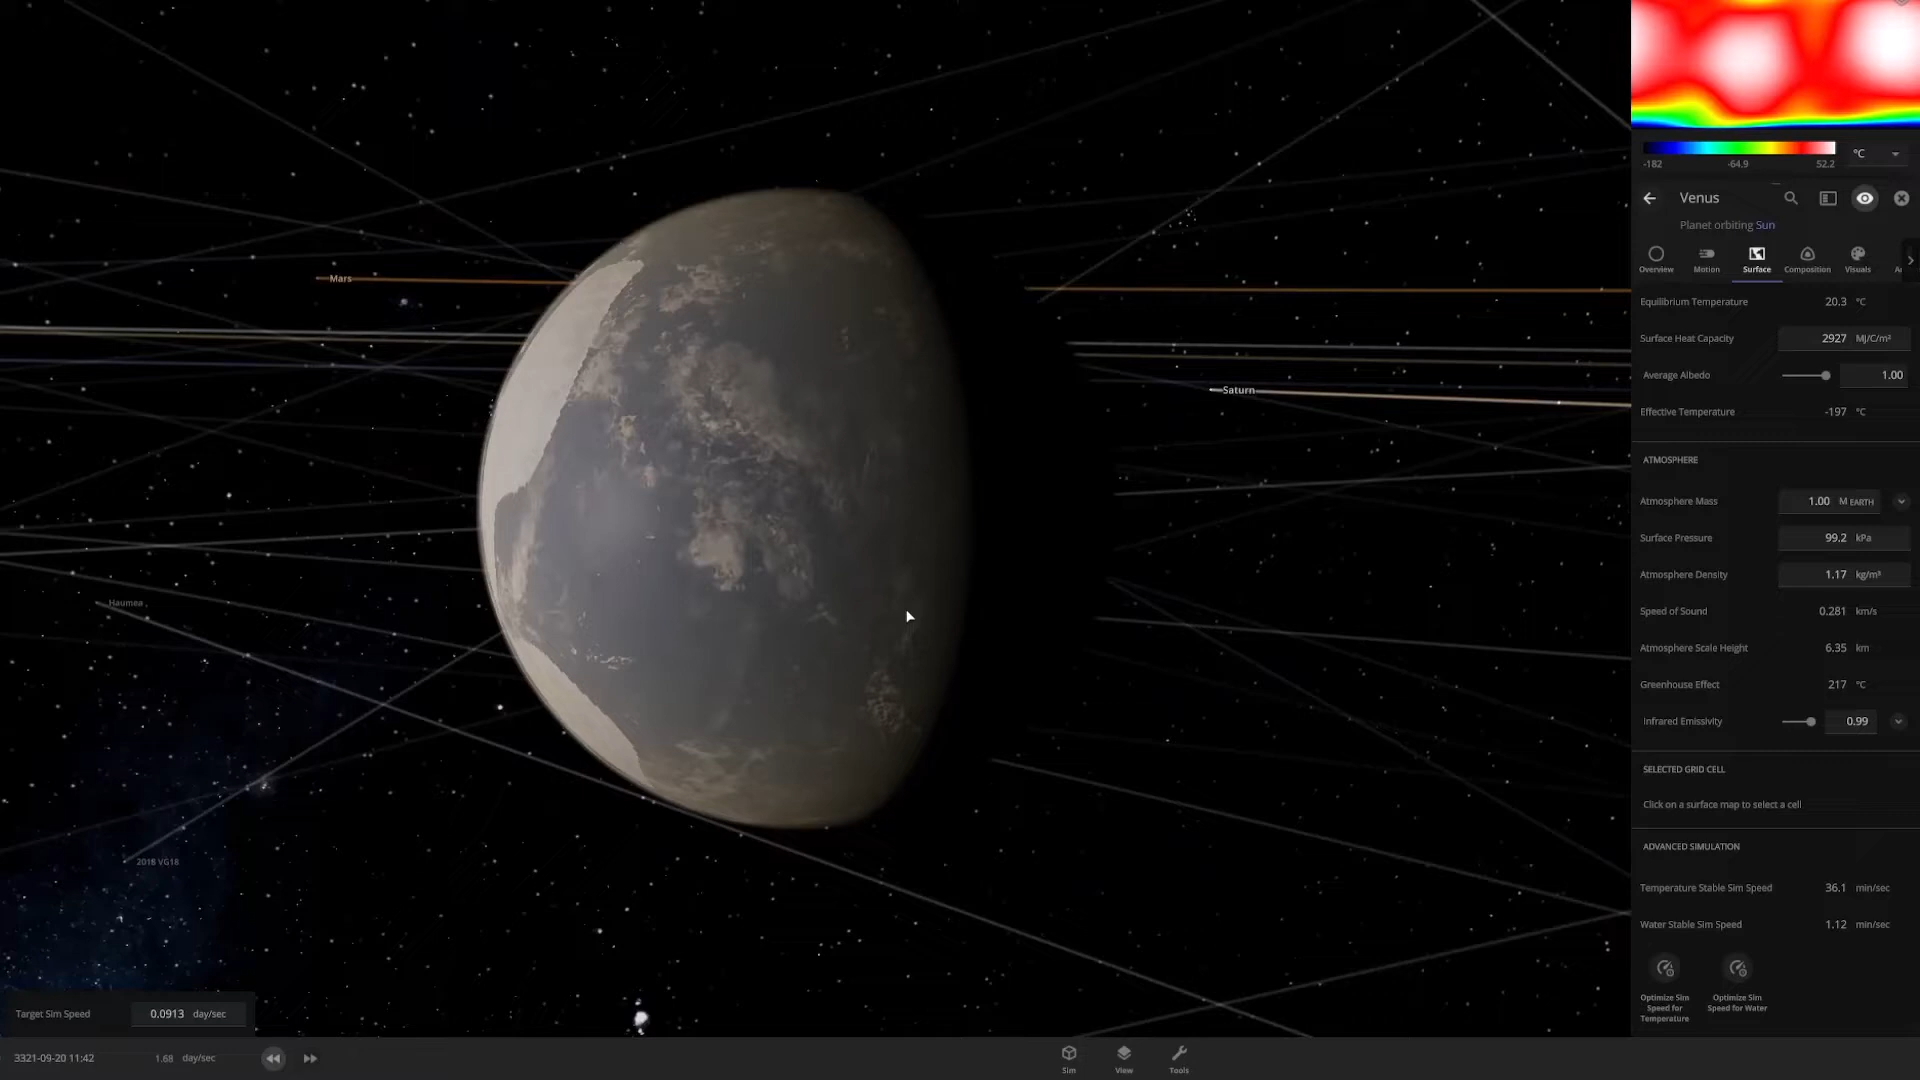 Mars
Saturn
Haumea
2018 VG18
-182
-64.9
52.2
°C
Venus
Planet orbiting Sun
Overview
Motion
Surface
Composition
Visuals
Equilibrium Temperature 20.3 °C
Surface Heat Capacity 2927 MJ/C/m²
Average Albedo 1.00
Effective Temperature -197 °C
ATMOSPHERE
Atmosphere Mass 1.00 M EARTH
Surface Pressure 99.2 kPa
Atmosphere Density 1.17 kg/m³
Speed of Sound 0.281 km/s
Atmosphere Scale Height 6.35 km
Greenhouse Effect 217 °C
Infrared Emissivity 0.99
SELECTED GRID CELL
Click on a surface map to select a cell
ADVANCED SIMULATION
Temperature Stable Sim Speed 36.1 min/sec
Water Stable Sim Speed 1.12 min/sec
Optimize Sim
Speed for
Temperature
Optimize Sim
Speed for Water
Target Sim Speed 0.0913 day/sec
3321-09-20 11:42 1.68 day/sec
Sim
View
Tools